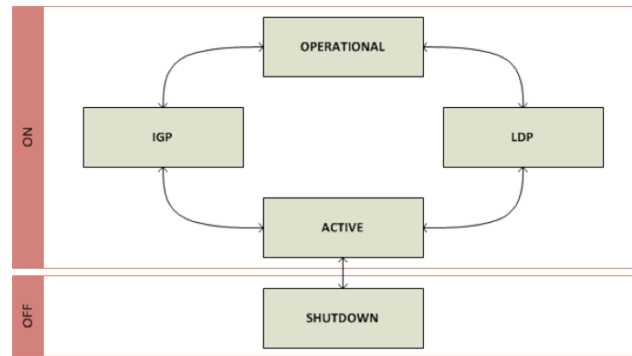 ON
OPERATIONAL
IGP
LDP
ACTIVE
OFF
SHUTDOWN